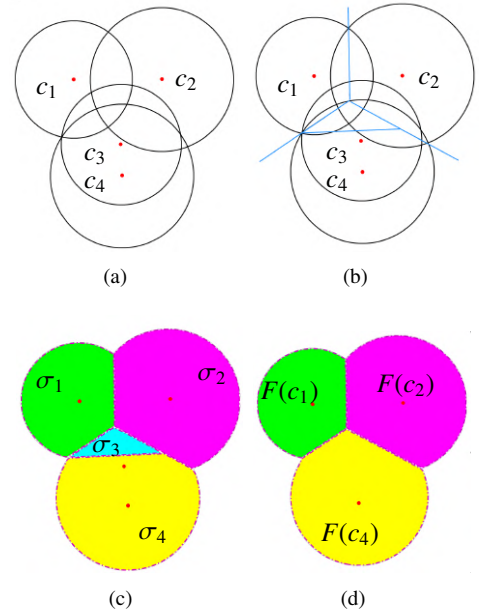 c₁ c₂ c₁ c₂
c₃ c₃
c₄ c₄
(a) (b)
σ₁ σ₂ F(c₁) F(c₂)
σ₃
σ₄ F(c₄)
(c) (d)